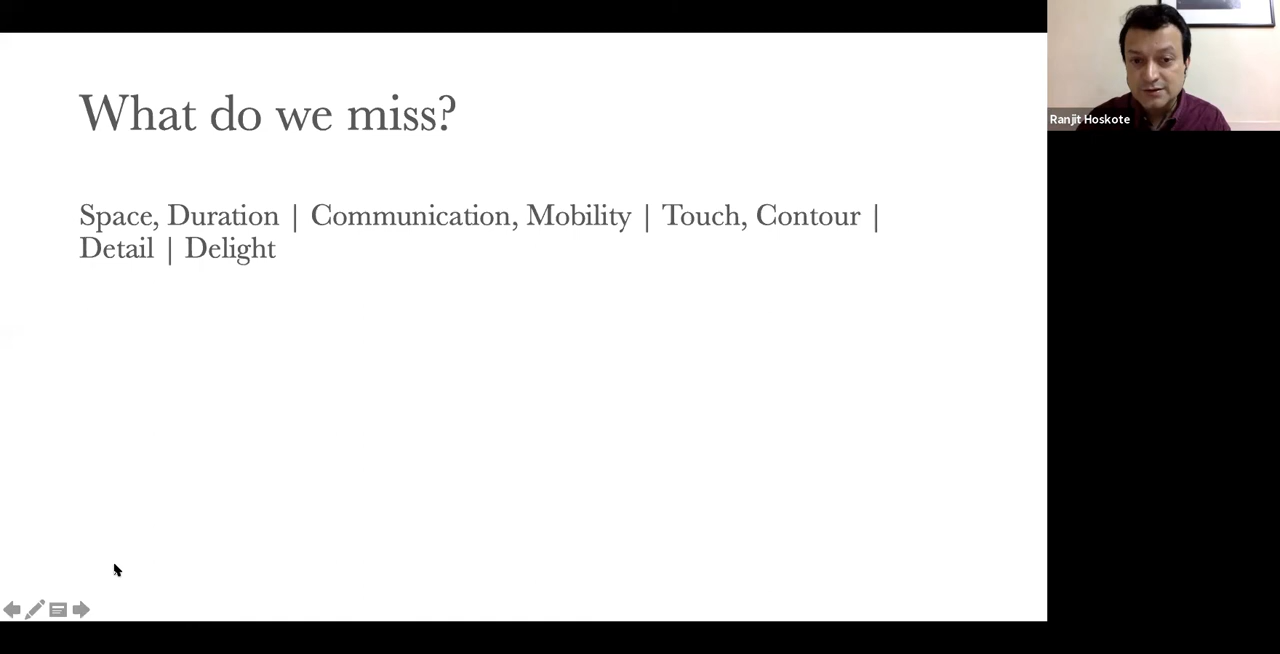 What do we miss?
Space, Duration | Communication, Mobility | Touch, Contour |
Detail | Delight
Ranjit Hoskote